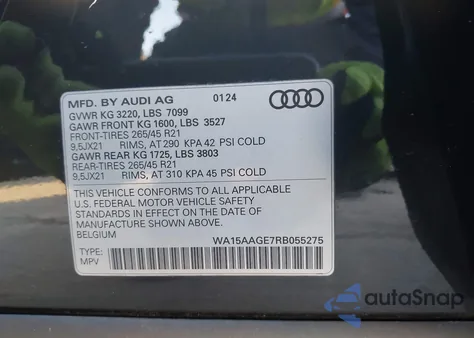 MFD. BY AUDI AG 01 24
GVWR KG 3220, LBS 7099
GAWR FRONT KG 1600, LBS 3527
FRONT-TIRES 265/45 R21
9,5JX21 RIMS, AT 290 KPA 42 PSI COLD
GAWR REAR KG 1725, LBS 3803
REAR-TIRES 265/45 R21
9,5JX21 RIMS, AT 310 KPA 45 PSI COLD
THIS VEHICLE CONFORMS TO ALL APPLICABLE
U.S. FEDERAL MOTOR VEHICLE SAFETY
STANDARDS IN EFFECT ON THE DATE OF
MANUFACTURE SHOWN ABOVE.
BELGIUM WA15AAGE7RB055275
TYPE:
MPV
autoSnap